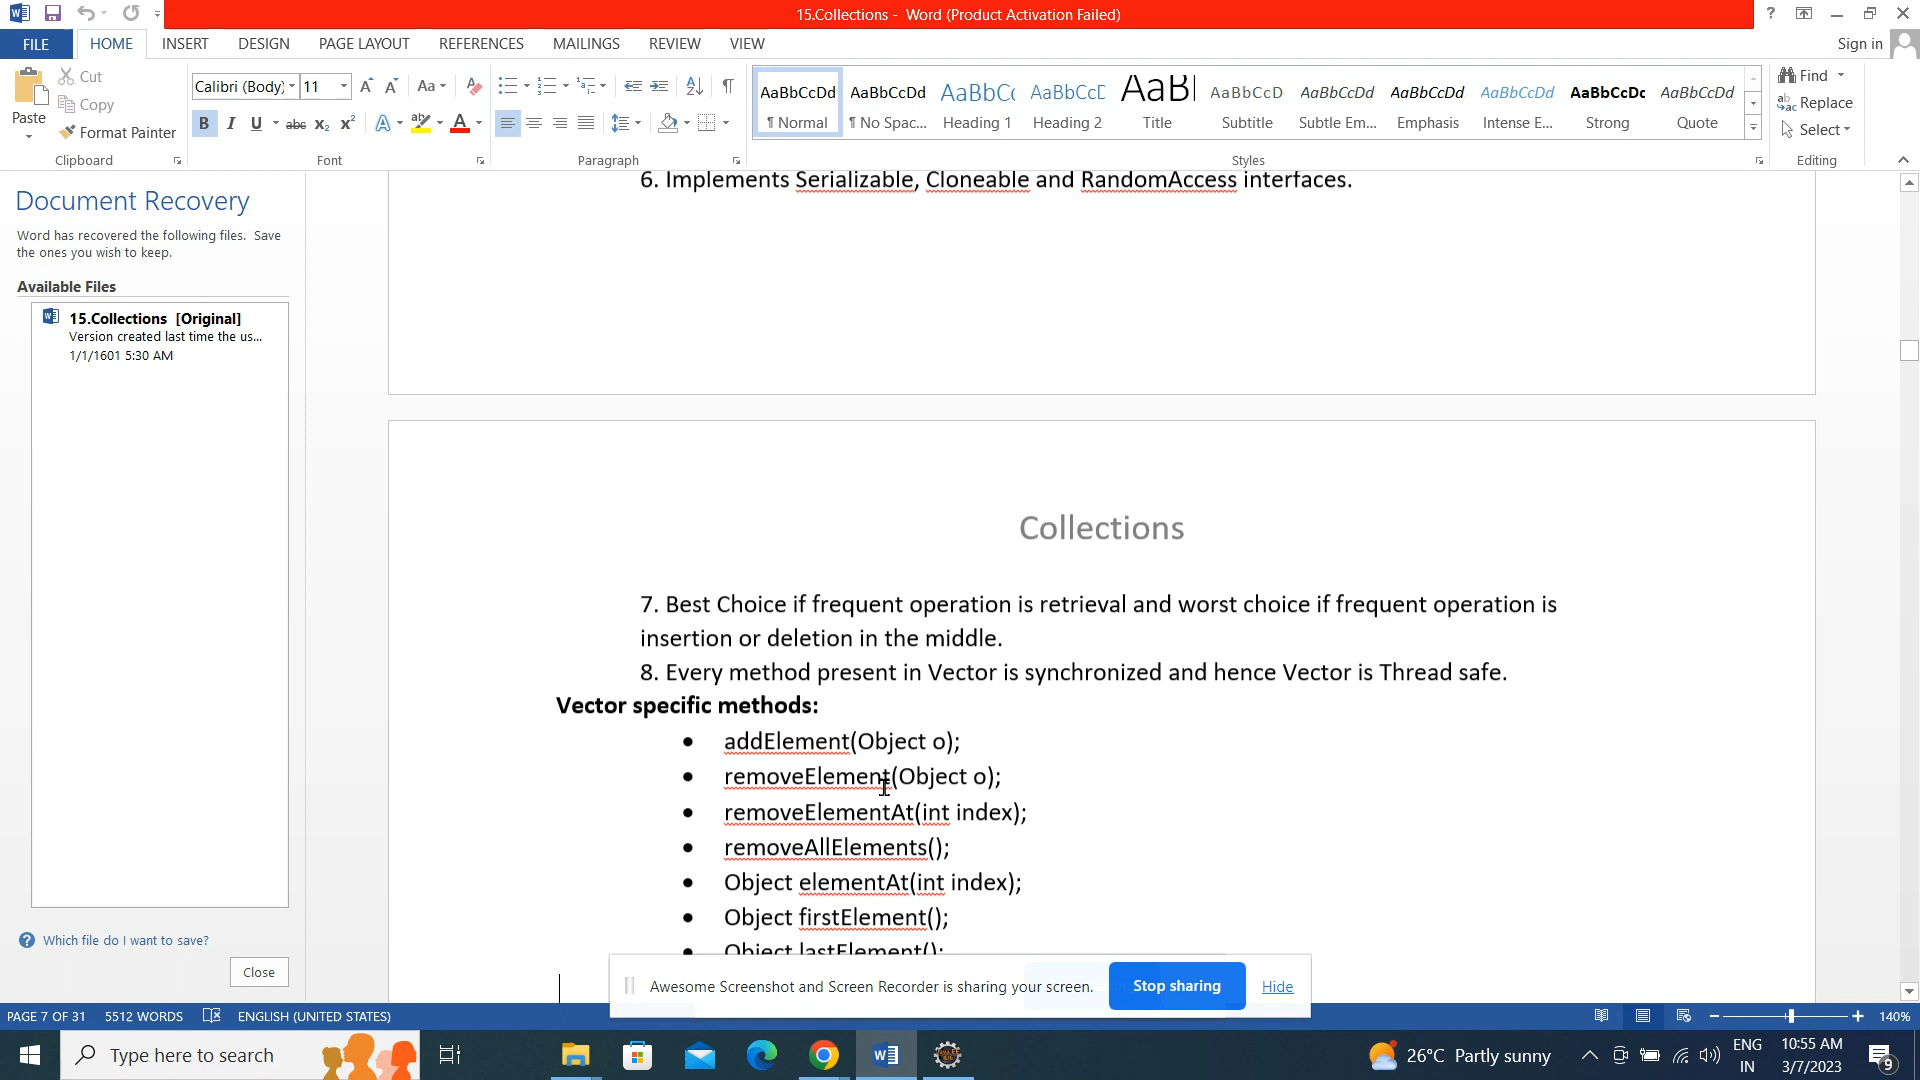 15.Collections - Word (Product Activation Failed)
FILE HOME INSERT DESIGN PAGE LAYOUT REFERENCES MAILINGS REVIEW VIEW Sign in
Paste Cut Copy Format Painter
Clipboard
Calibri (Body) 11
Font
Paragraph
AaBbCcDd AaBbCcDd AaBbCc AaBbCcD AaBl AaBbCcD AaBbCcDd AaBbCcDd AaBbCcDd AaBbCcDc AaBbCcDd
¶ Normal ¶ No Spac... Heading 1 Heading 2 Title Subtitle Subtle Em... Emphasis Intense E... Strong Quote
Styles
Find
Replace
Select
Editing
Document Recovery
Word has recovered the following files. Save
the ones you wish to keep.
Available Files
15.Collections [Original]
Version created last time the us...
1/1/1601 5:30 AM
Which file do I want to save?
Close
6. Implements Serializable, Cloneable and RandomAccess interfaces.
Collections
7. Best Choice if frequent operation is retrieval and worst choice if frequent operation is
insertion or deletion in the middle.
8. Every method present in Vector is synchronized and hence Vector is Thread safe.
Vector specific methods:
• addElement(Object o);
• removeElement(Object o);
• removeElementAt(int index);
• removeAllElements();
• Object elementAt(int index);
• Object firstElement();
• Object lastElement();
Awesome Screenshot and Screen Recorder is sharing your screen. Stop sharing Hide
PAGE 7 OF 31 5512 WORDS ENGLISH (UNITED STATES) 140%
Type here to search
26°C Partly sunny
ENG
IN
10:55 AM
3/7/2023
9